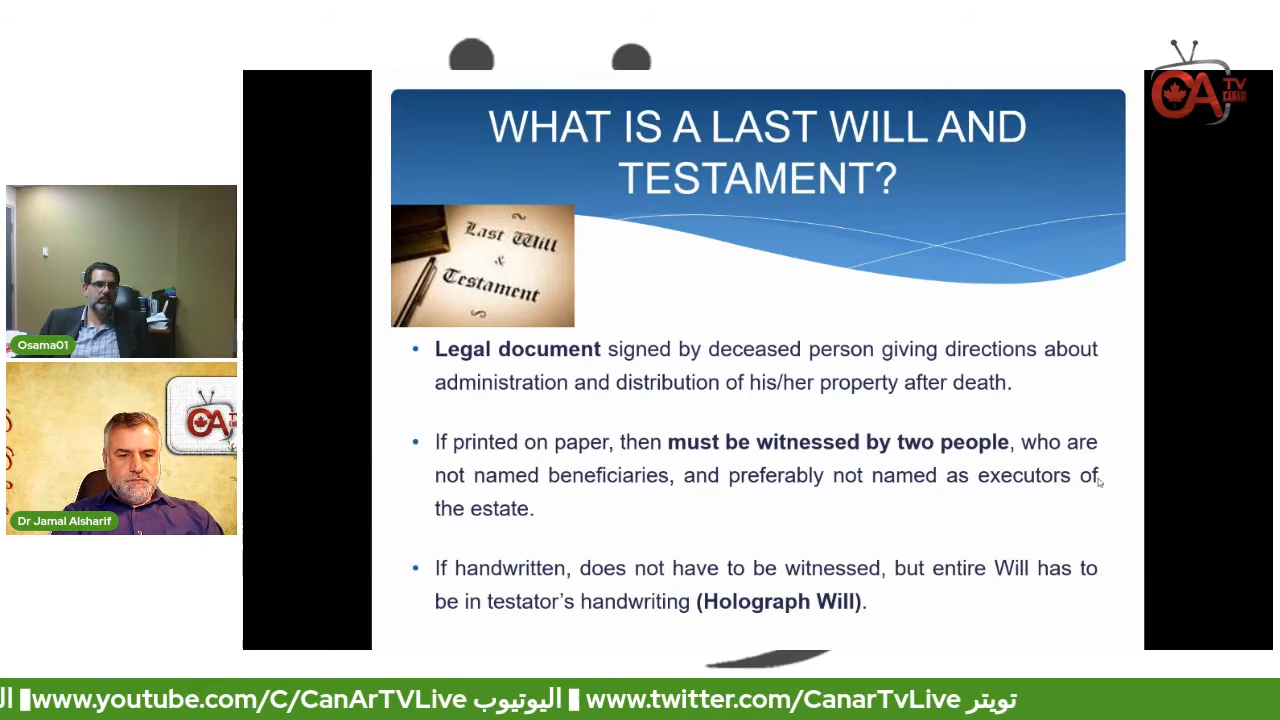 WHAT IS A LAST WILL AND
TESTAMENT?
Last Will
&
Testament
• Legal document signed by deceased person giving directions about
administration and distribution of his/her property after death.
• If printed on paper, then must be witnessed by two people, who are
not named beneficiaries, and preferably not named as executors of
the estate.
• If handwritten, does not have to be witnessed, but entire Will has to
be in testator’s handwriting (Holograph Will).
CA TV
CANAR
Osama01
Dr Jamal Alsharif
www.youtube.com/C/CanArTVLive اليوتيوب www.twitter.com/CanarTvLive تويتر